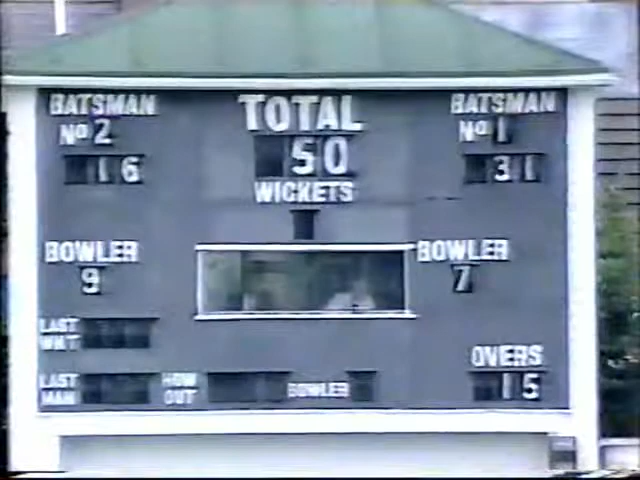 BATSMAN TOTAL BATSMAN
Nº 2 50 Nº 1
16 WICKETS 31
BOWLER BOWLER
9 7
LAST
WKT
OVERS
LAST HOW BOWLER 15
MAN OUT